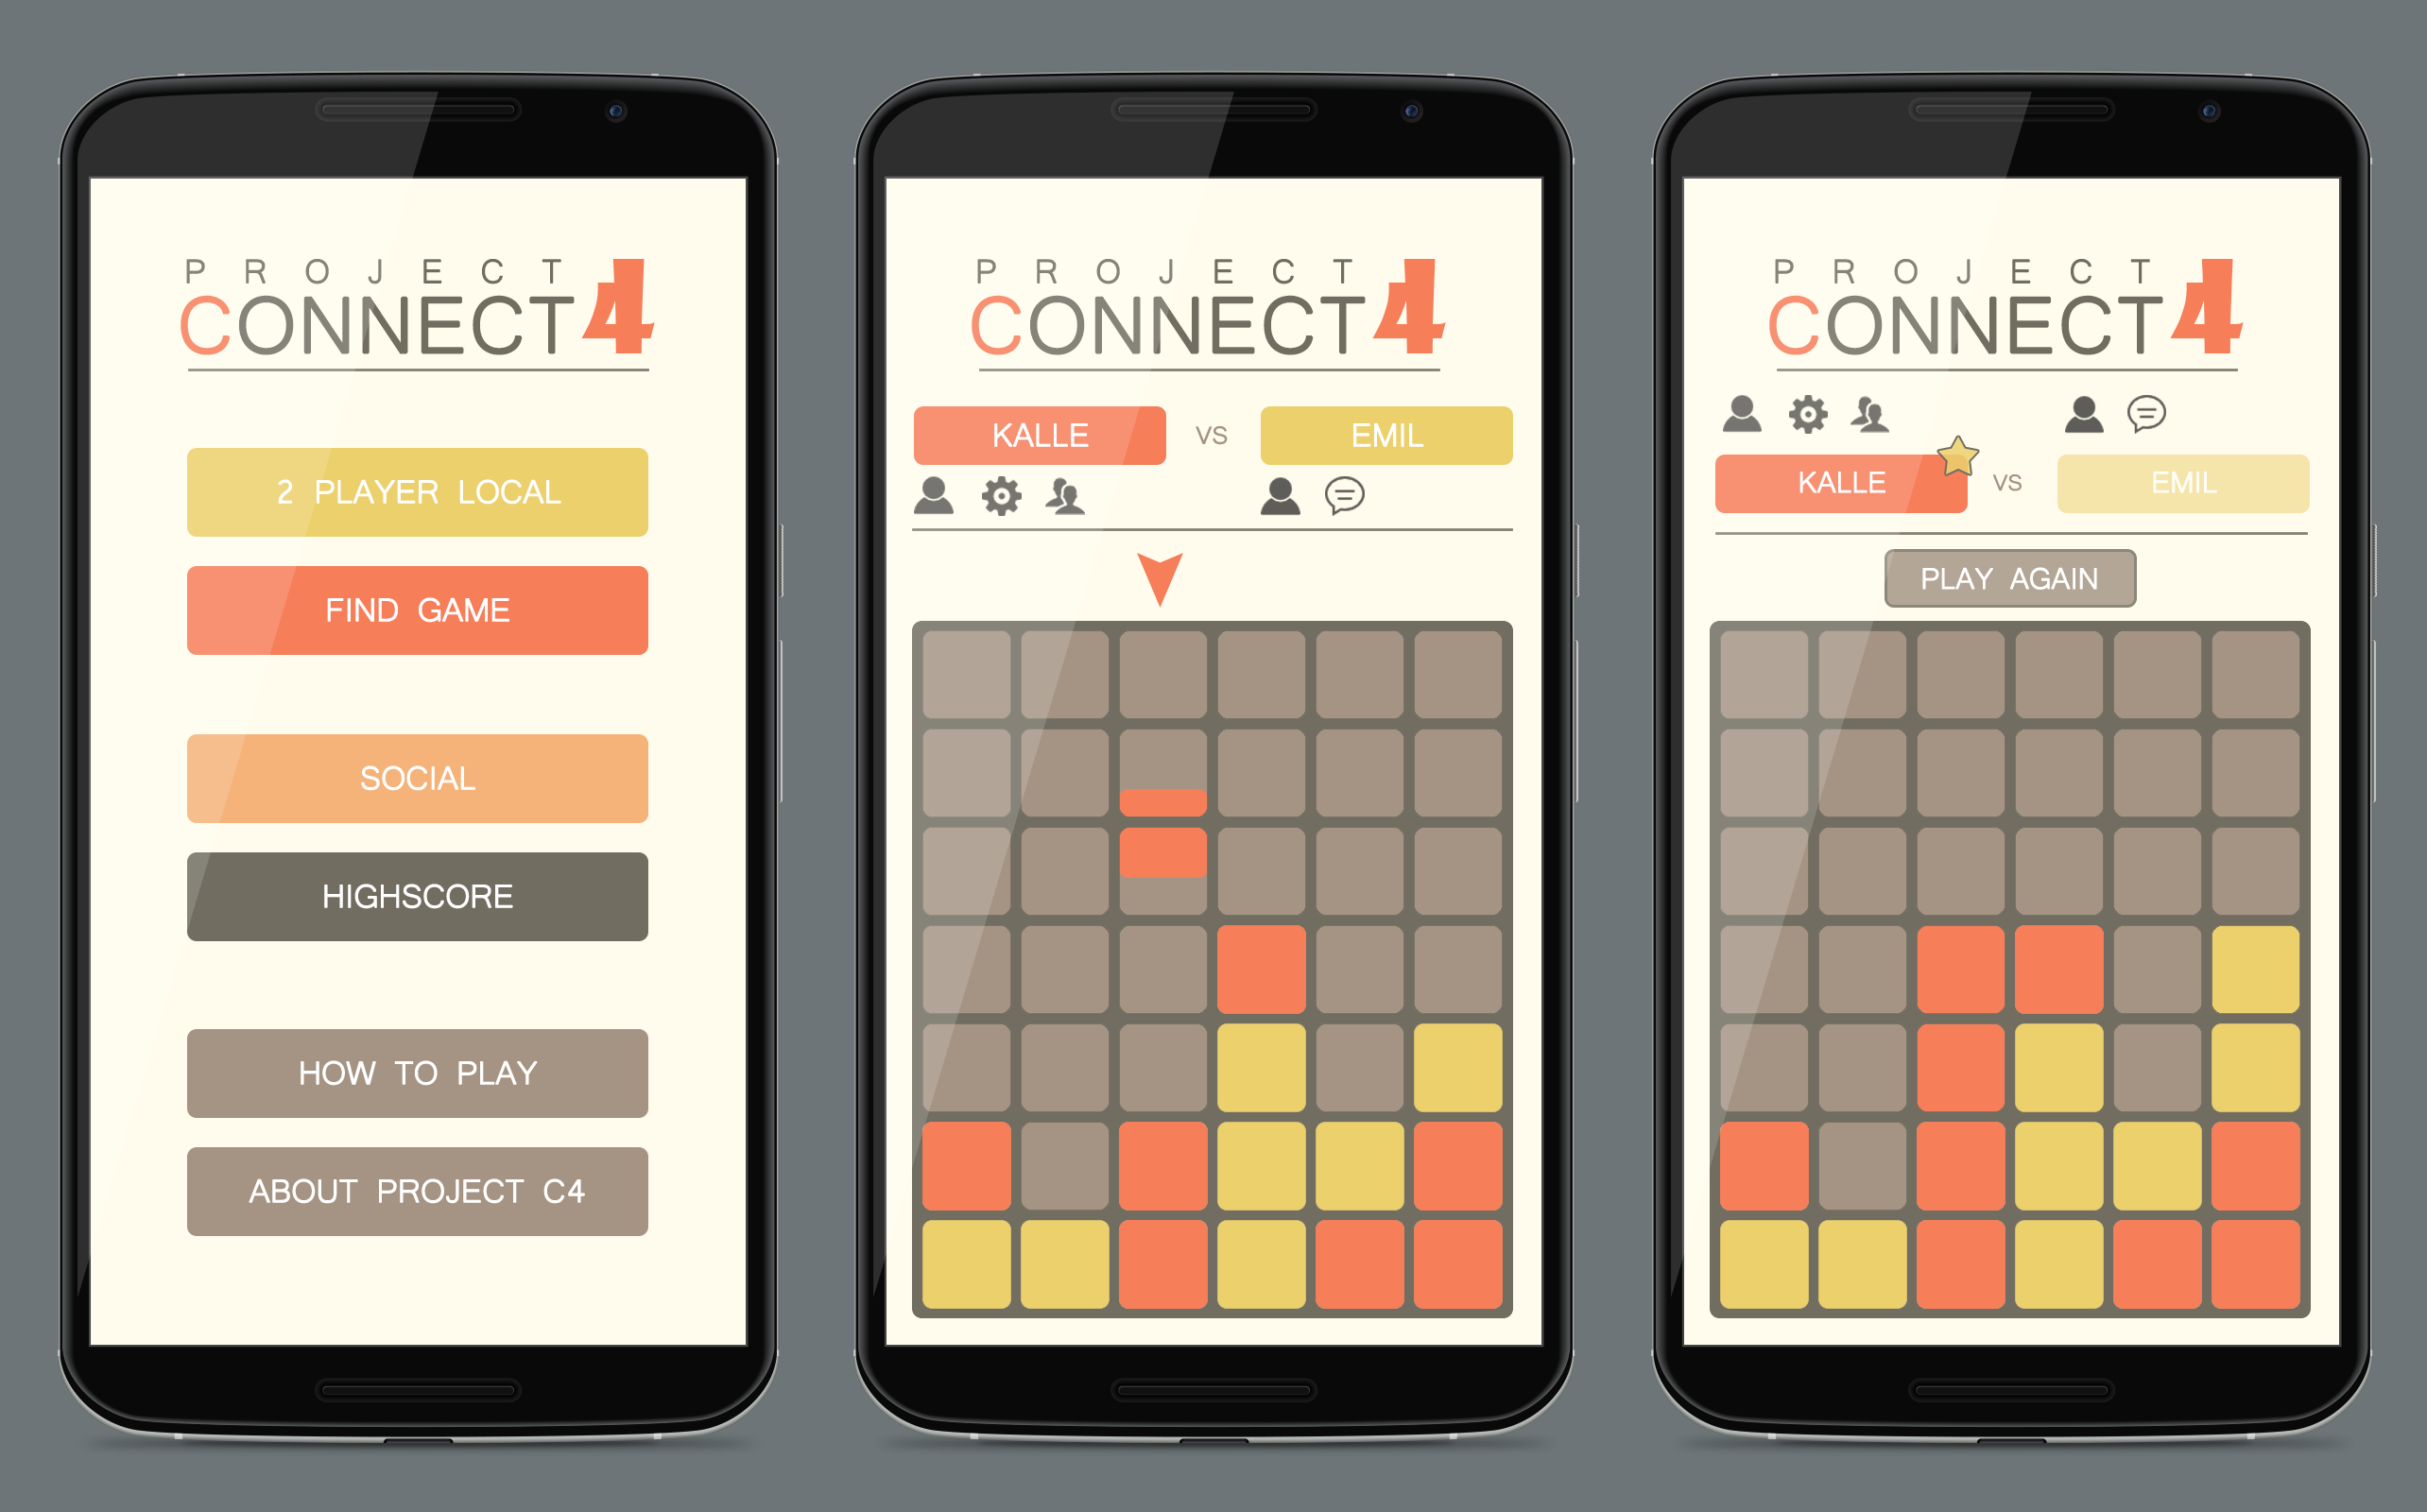 PROJECT
CONNECT4
2 PLAYER LOCAL
FIND GAME
SOCIAL
HIGHSCORE
HOW TO PLAY
ABOUT PROJECT C4
PROJECT
CONNECT4
KALLE VS EMIL
PROJECT
CONNECT4
KALLE VS EMIL
PLAY AGAIN